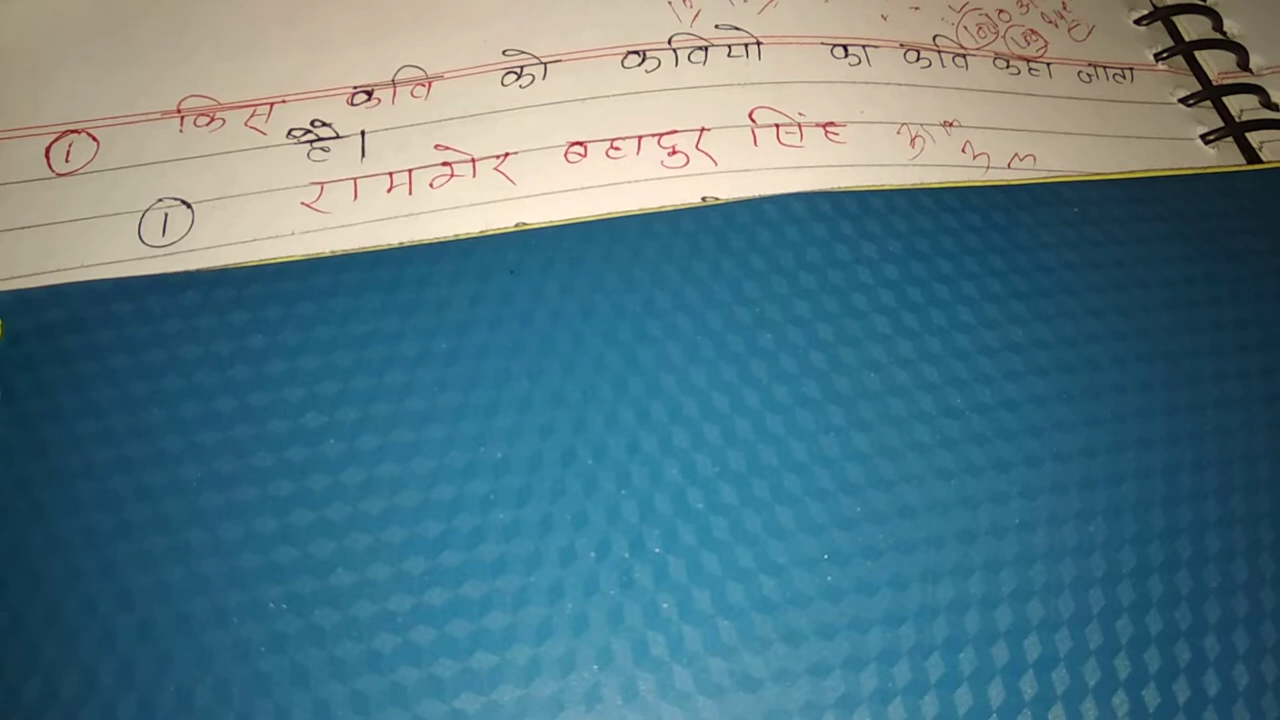 ① किस कवि को कवियो का कवि कहा जाता
है।
① रामशेर बहादुर सिंह